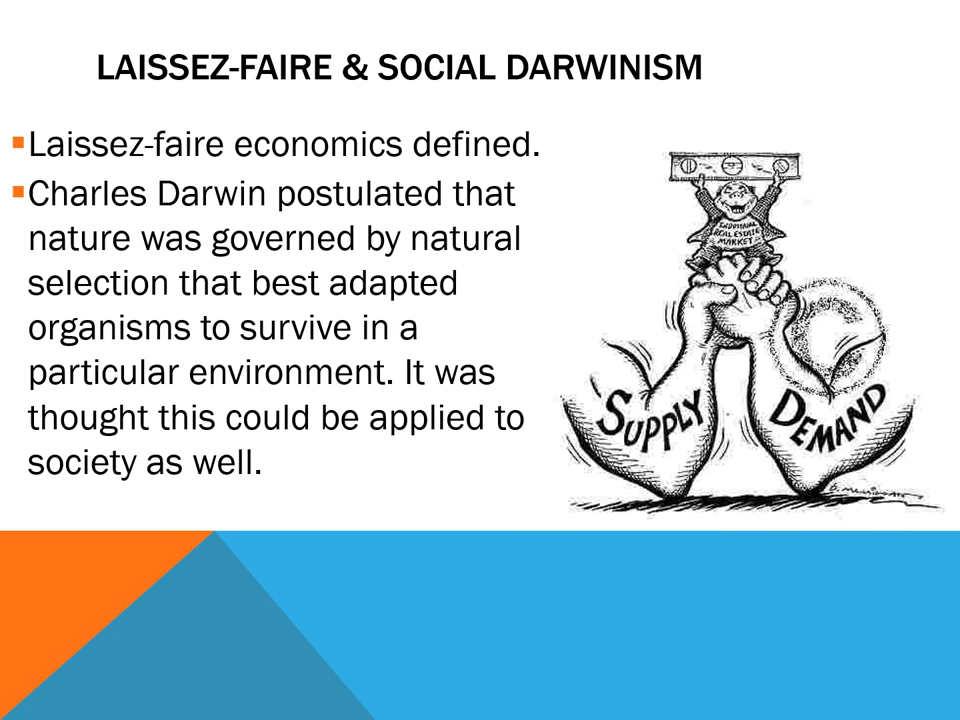 LAISSEZ-FAIRE & SOCIAL DARWINISM
Laissez-faire economics defined.
Charles Darwin postulated that
nature was governed by natural
selection that best adapted
organisms to survive in a
particular environment. It was
thought this could be applied to
society as well.
INDUSTRIAL
REAL ESTATE
MARKET
SUPPLY
DEMAND